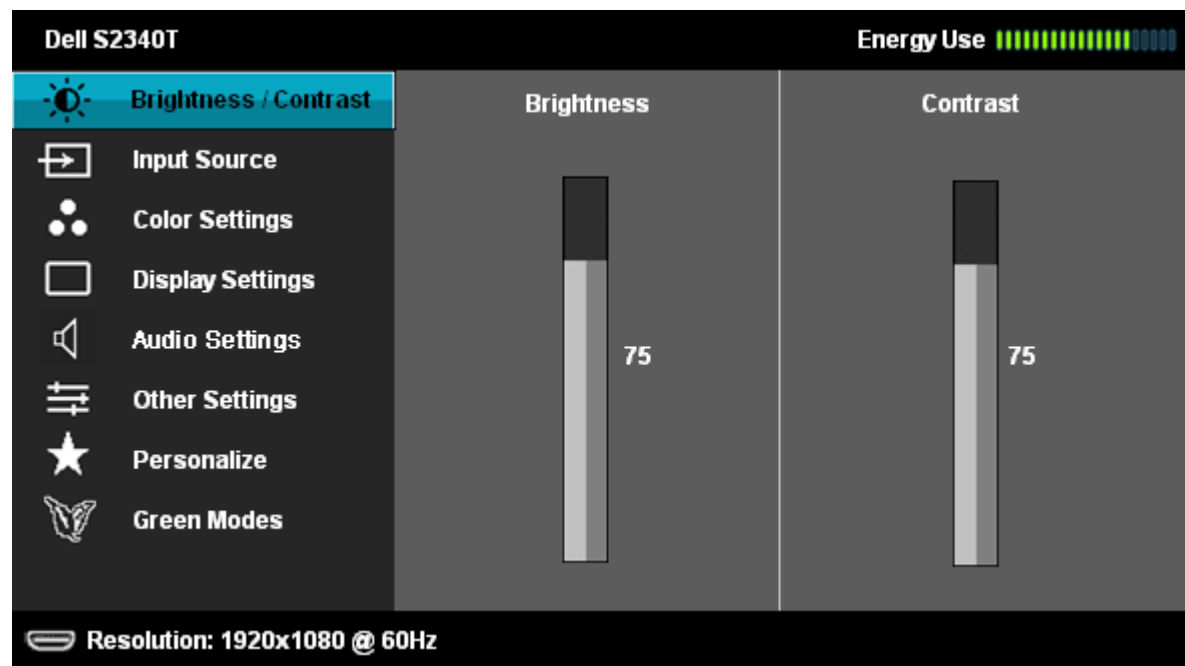 Dell S2340T
Energy Use
Brightness / Contrast
Input Source
Color Settings
Display Settings
Audio Settings
Other Settings
Personalize
Green Modes
Brightness
75
Contrast
75
Resolution: 1920x1080 @ 60Hz